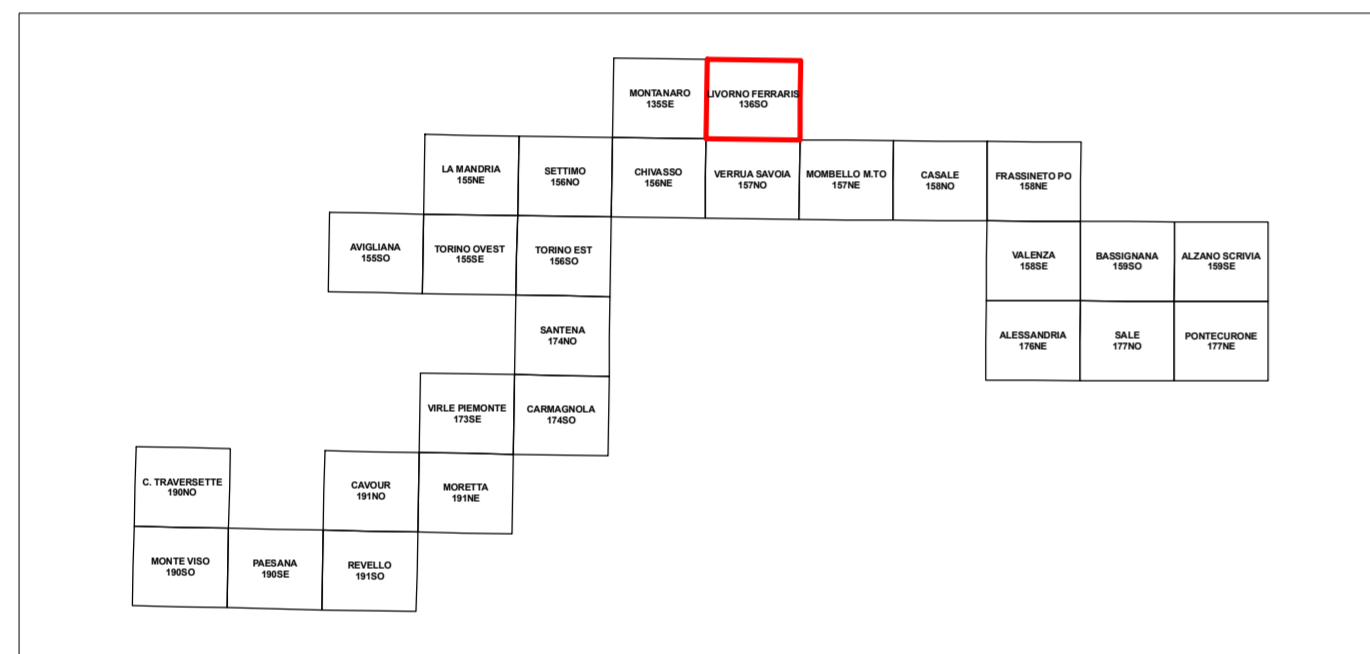 MONTANARO
135SE
LIVORNO FERRARIS
136SO
LA MANDRIA
155NE
SETTIMO
156NO
CHIVASSO
156NE
VERRUA SAVOIA
157NO
MOMBELLO M.TO
157NE
CASALE
158NO
FRASSINETO PO
158NE
AVIGLIANA
155SO
TORINO OVEST
155SE
TORINO EST
156SO
VALENZA
158SE
BASSIGNANA
159SO
ALZANO SCRIVIA
159SE
SANTENA
174NO
ALESSANDRIA
176NE
SALE
177NO
PONTECURONE
177NE
VIRLE PIEMONTE
173SE
CARMAGNOLA
174SO
C. TRAVERSETTE
190NO
CAVOUR
191NO
MORETTA
191NE
MONTE VISO
190SO
PAESANA
190SE
REVELLO
191SO